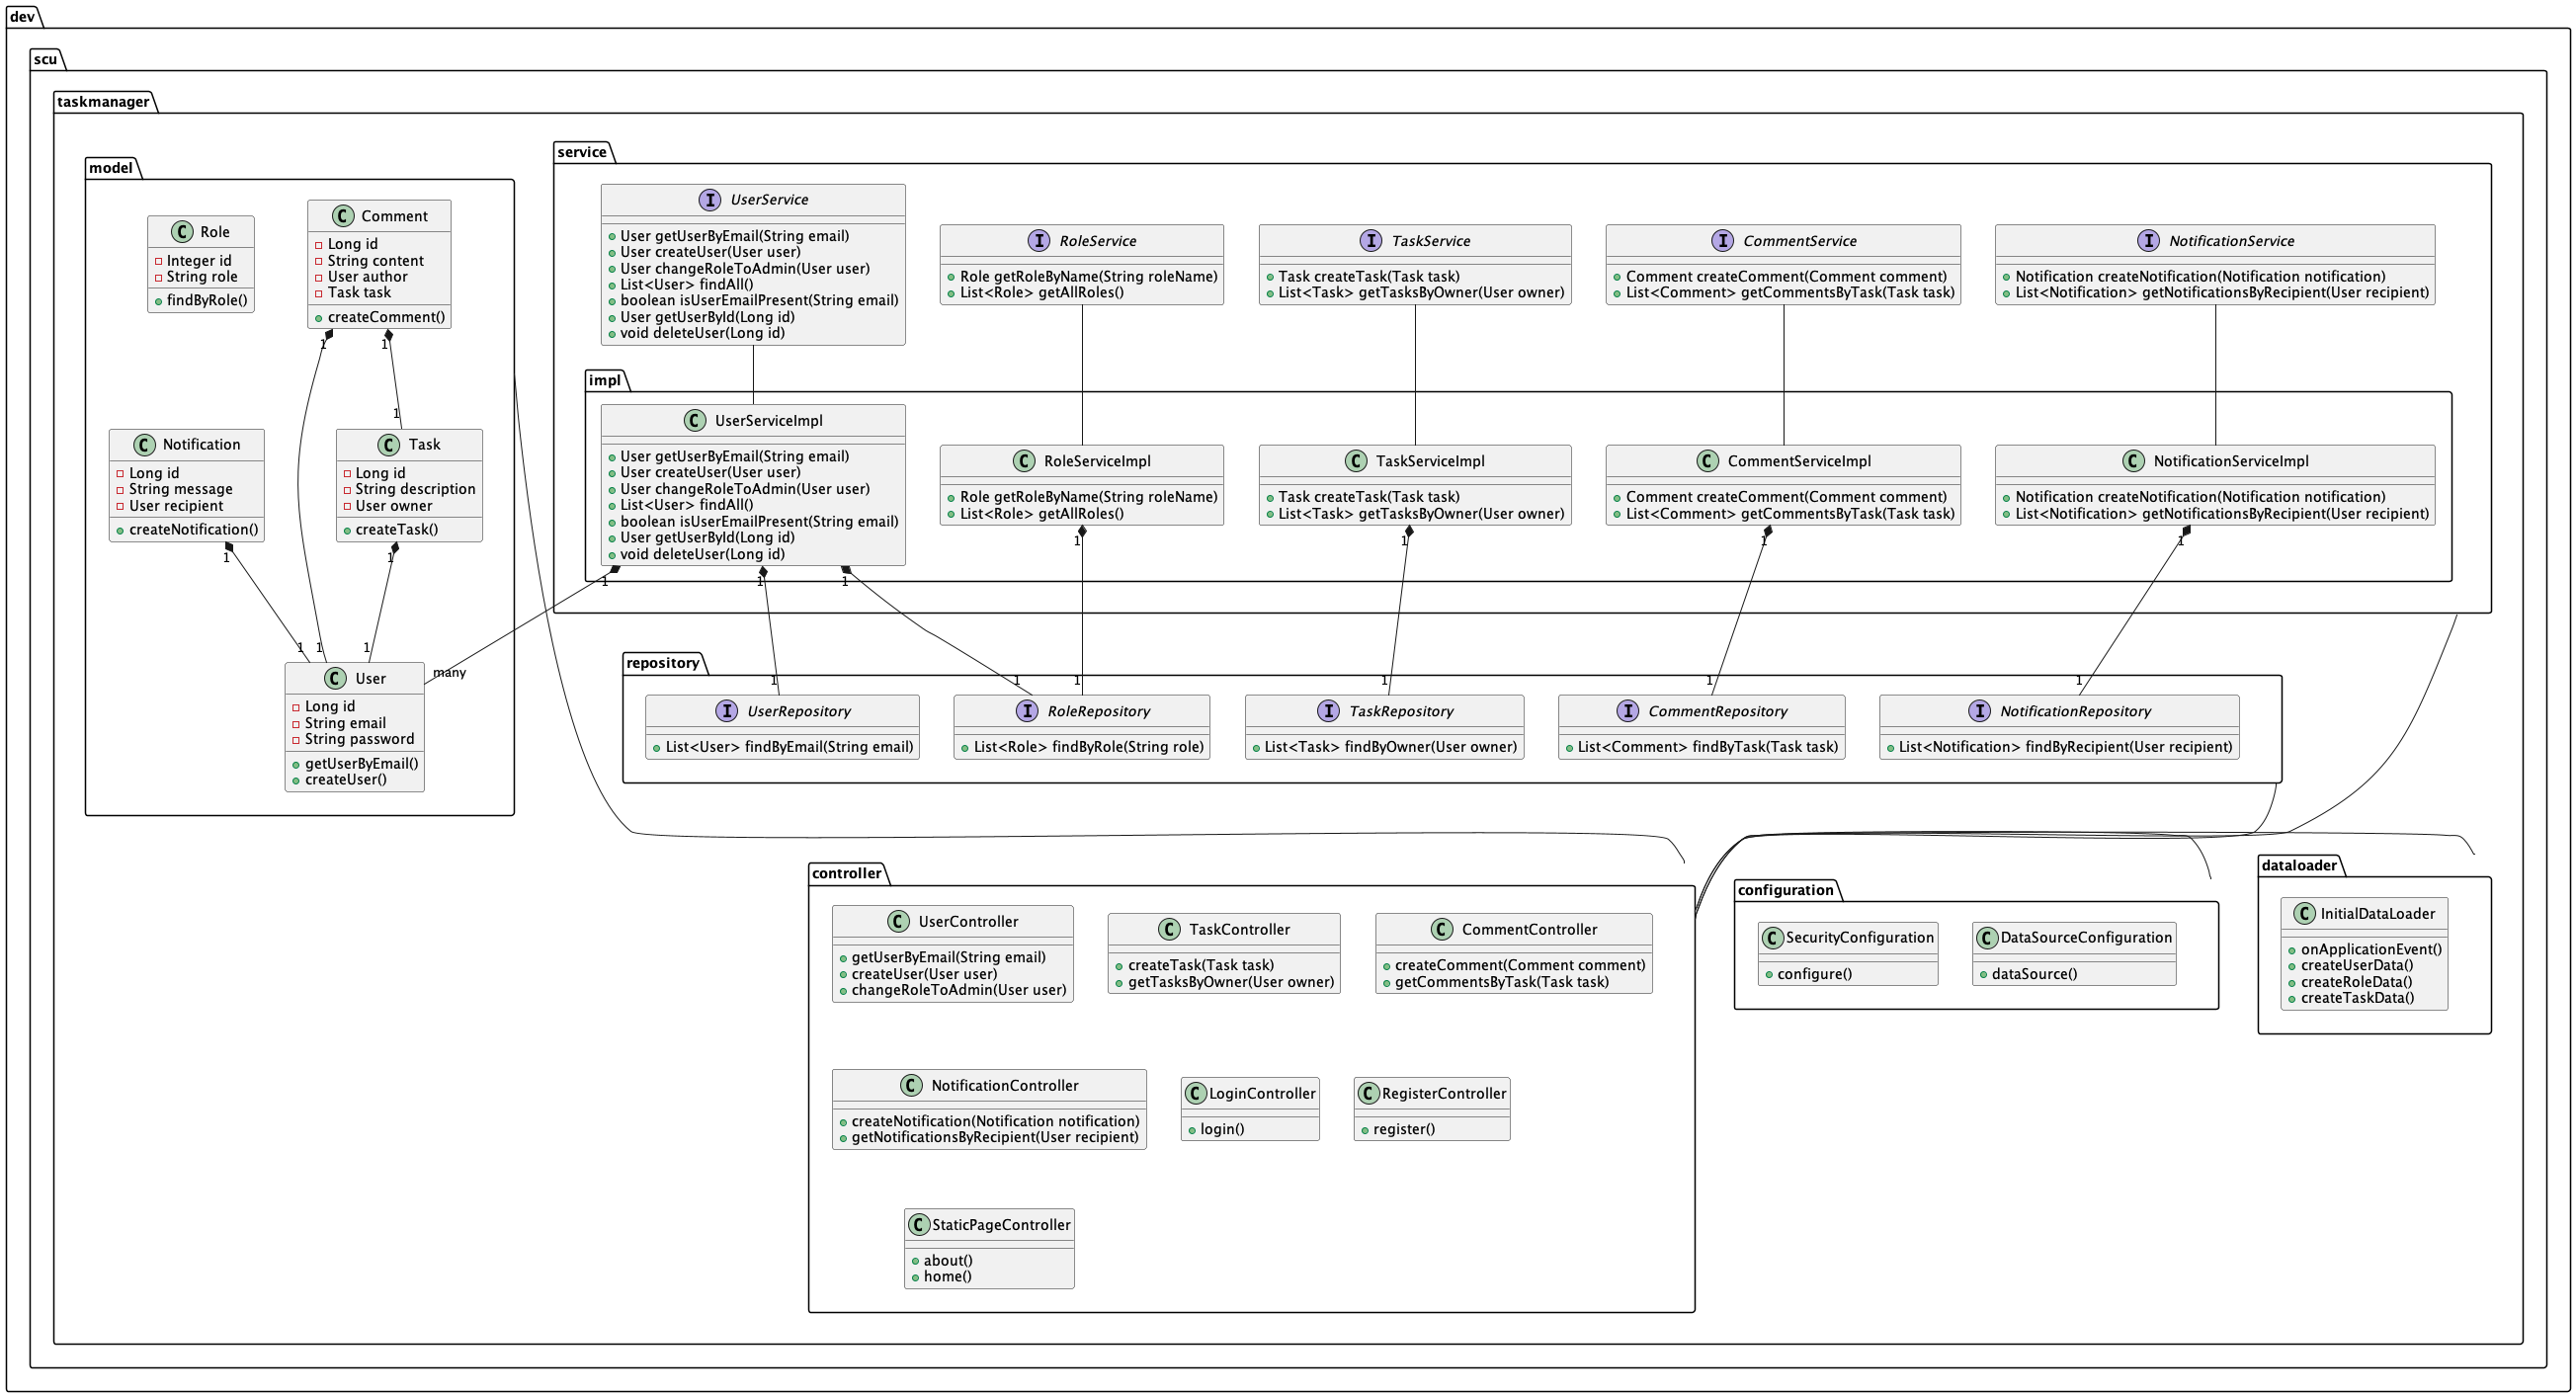 dev
scu
taskmanager
model
Role
Integer id
String role
findByRole()
Comment
Long id
String content
User author
Task task
createComment()
1
1
1
Notification
Long id
String message
User recipient
createNotification()
1
Task
Long id
String description
User owner
createTask()
1
1
1
1
many
User
Long id
String email
String password
getUserByEmail()
createUser()
service
I UserService
User getUserByEmail(String email)
User createUser(User user)
User changeRoleToAdmin(User user)
List<User> findAll()
boolean isUserEmailPresent(String email)
User getUserById(Long id)
void deleteUser(Long id)
I RoleService
Role getRoleByName(String roleName)
List<Role> getAllRoles()
I TaskService
Task createTask(Task task)
List<Task> getTasksByOwner(User owner)
I CommentService
Comment createComment(Comment comment)
List<Comment> getCommentsByTask(Task task)
I NotificationService
Notification createNotification(Notification notification)
List<Notification> getNotificationsByRecipient(User recipient)
impl
C UserServiceImpl
User getUserByEmail(String email)
User createUser(User user)
User changeRoleToAdmin(User user)
List<User> findAll()
boolean isUserEmailPresent(String email)
User getUserById(Long id)
void deleteUser(Long id)
1
1
1
C RoleServiceImpl
Role getRoleByName(String roleName)
List<Role> getAllRoles()
1
C TaskServiceImpl
Task createTask(Task task)
List<Task> getTasksByOwner(User owner)
1
C CommentServiceImpl
Comment createComment(Comment comment)
List<Comment> getCommentsByTask(Task task)
1
C NotificationServiceImpl
Notification createNotification(Notification notification)
List<Notification> getNotificationsByRecipient(User recipient)
1
repository
1
1
1
1
1
1
I UserRepository
List<User> findByEmail(String email)
I RoleRepository
List<Role> findByRole(String role)
I TaskRepository
List<Task> findByOwner(User owner)
I CommentRepository
List<Comment> findByTask(Task task)
I NotificationRepository
List<Notification> findByRecipient(User recipient)
controller
C UserController
getUserByEmail(String email)
createUser(User user)
changeRoleToAdmin(User user)
C TaskController
createTask(Task task)
getTasksByOwner(User owner)
C CommentController
createComment(Comment comment)
getCommentsByTask(Task task)
C NotificationController
createNotification(Notification notification)
getNotificationsByRecipient(User recipient)
C LoginController
login()
C RegisterController
register()
C StaticPageController
about()
home()
configuration
C SecurityConfiguration
configure()
C DataSourceConfiguration
dataSource()
dataloader
C InitialDataLoader
onApplicationEvent()
createUserData()
createRoleData()
createTaskData()